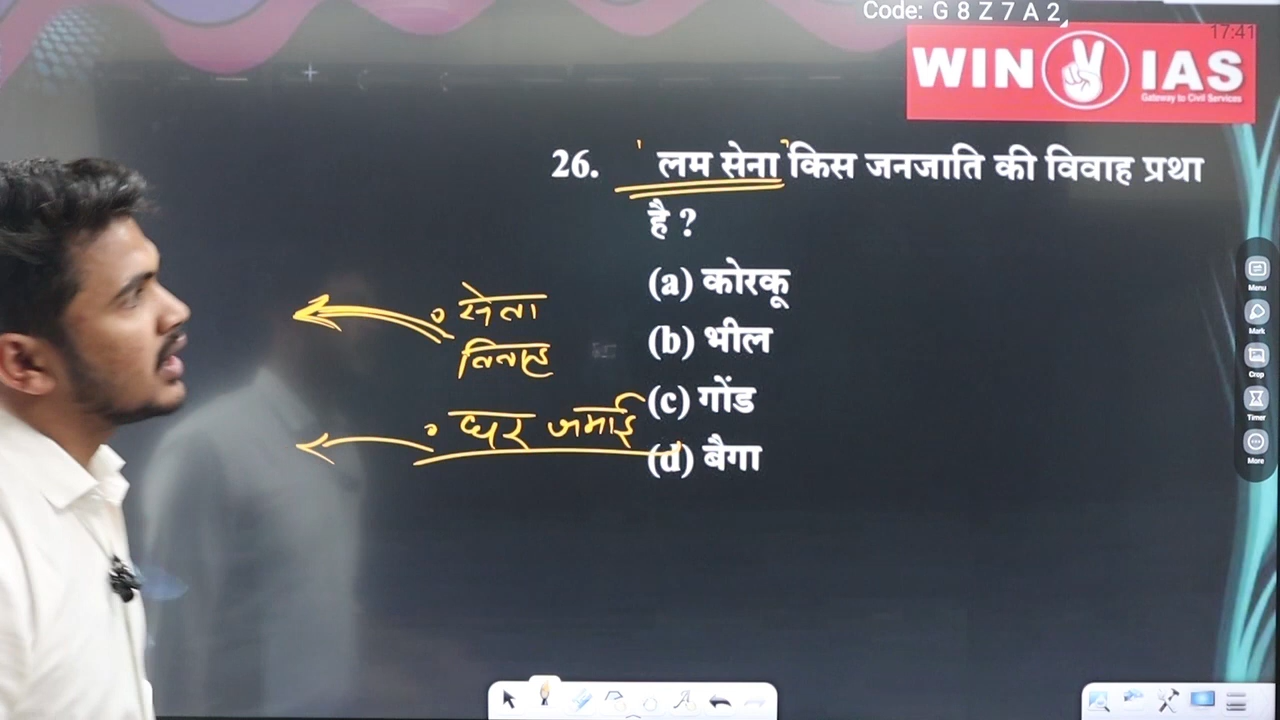 Code: G 8 Z 7 A 2
17:41
WIN IAS
Gateway to Civil Services
26. 'लम सेना' किस जनजाति की विवाह प्रथा
है ?
(a) कोरकू
(b) भील
(c) गोंड
(d) बैगा
सेवा
विवाह
घर जमाई
Menu
Mark
Crop
Timer
More